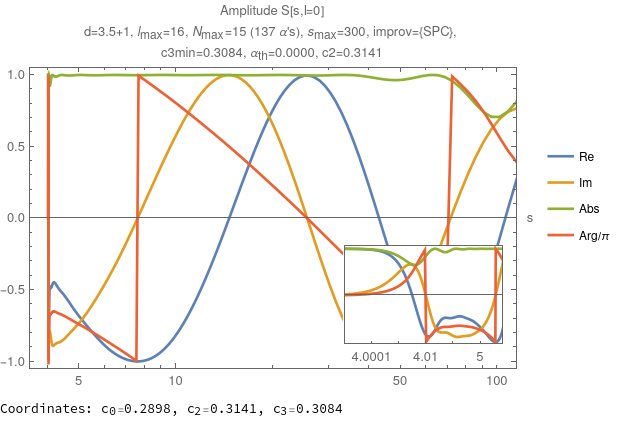 Amplitude S[s,l=0]
d=3.5+1, lmax=16, Nmax=15 (137 α's), smax=300, improv={SPC},
c3min=0.3084, αth=0.0000, c2=0.3141
1.0
0.5
0.0
-0.5
-1.0
5
10
50
100
s
4.0001
4.01
5
Re
Im
Abs
Arg/π
Coordinates: c₀=0.2898, c₂=0.3141, c₃=0.3084